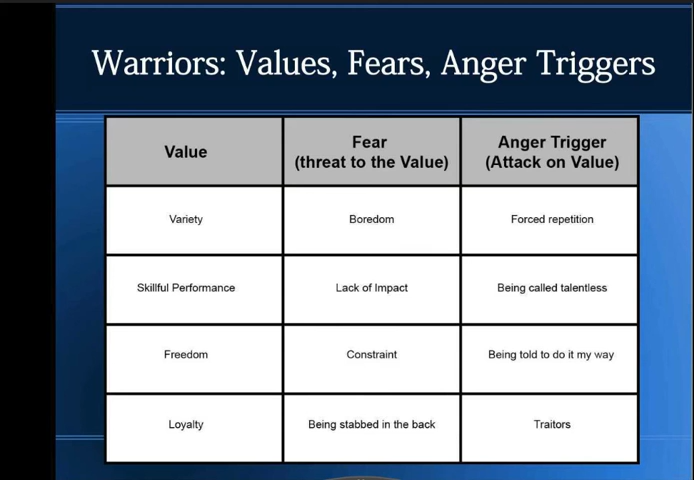 Warriors: Values, Fears, Anger Triggers
Value
Fear
(threat to the Value)
Anger Trigger
(Attack on Value)
Variety
Boredom
Forced repetition
Skillful Performance
Lack of Impact
Being called talentless
Freedom
Constraint
Being told to do it my way
Loyalty
Being stabbed in the back
Traitors